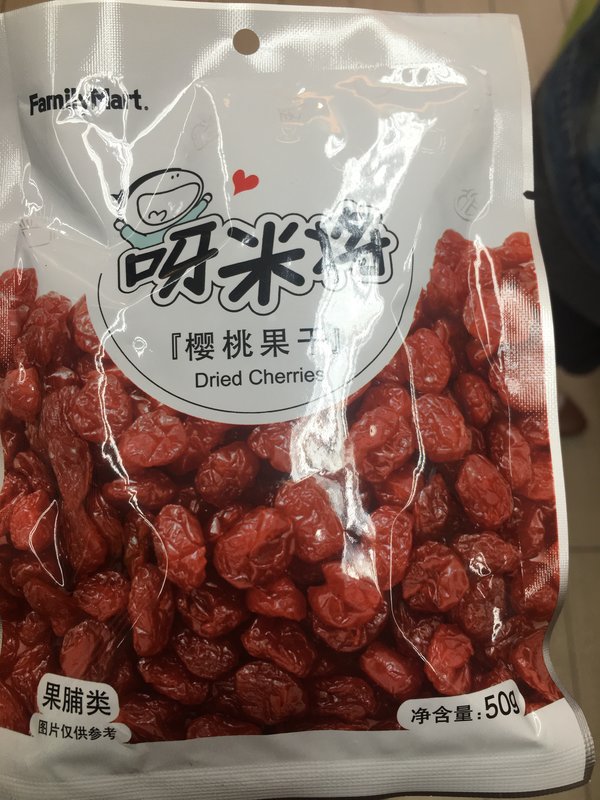 FamilyMart.
呀米将
『樱桃果干』
Dried Cherries
果脯类
图片仅供参考
净含量:50g